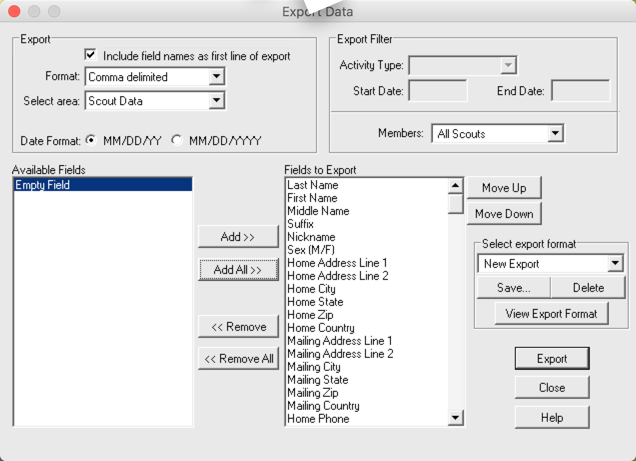 Export Data
Export
Include field names as first line of export
Format: Comma delimited
Select area: Scout Data
Date Format: MM/DD/YY MM/DD/YYYY
Export Filter
Activity Type:
Start Date: End Date:
Members: All Scouts
Available Fields
Empty Field
Add >>
Add All >>
<< Remove
<< Remove All
Fields to Export
Last Name
First Name
Middle Name
Suffix
Nickname
Sex (M/F)
Home Address Line 1
Home Address Line 2
Home City
Home State
Home Zip
Home Country
Mailing Address Line 1
Mailing Address Line 2
Mailing City
Mailing State
Mailing Zip
Mailing Country
Home Phone
Move Up
Move Down
Select export format
New Export
Save... Delete
View Export Format
Export
Close
Help